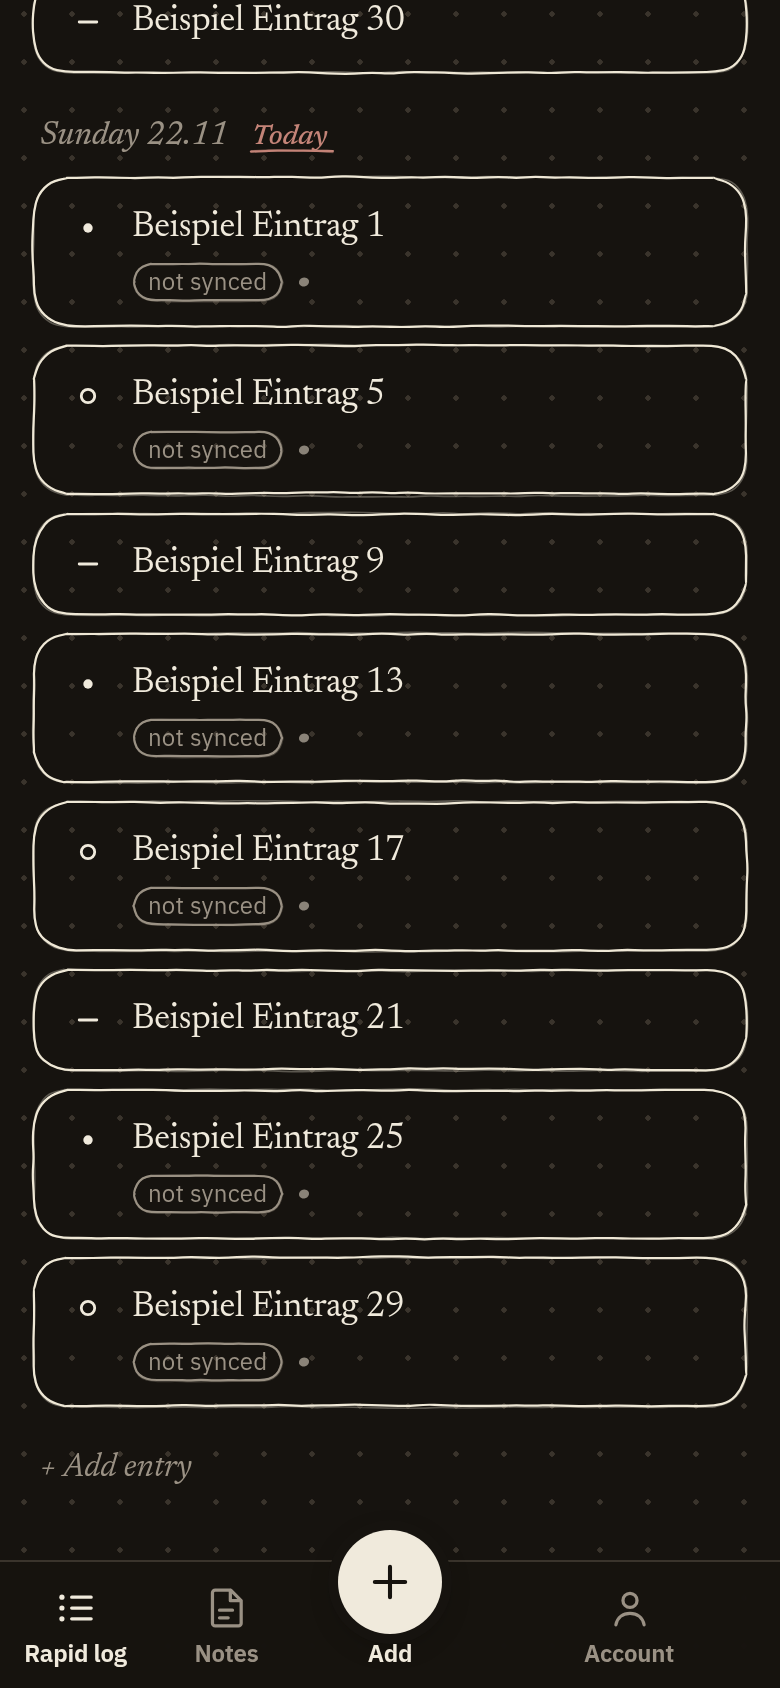 – Beispiel Eintrag 30
Sunday 22.11 Today
• Beispiel Eintrag 1
not synced
Beispiel Eintrag 5
not synced
– Beispiel Eintrag 9
• Beispiel Eintrag 13
not synced
Beispiel Eintrag 17
not synced
– Beispiel Eintrag 21
• Beispiel Eintrag 25
not synced
Beispiel Eintrag 29
not synced
+ Add entry
Rapid log Notes Add Account